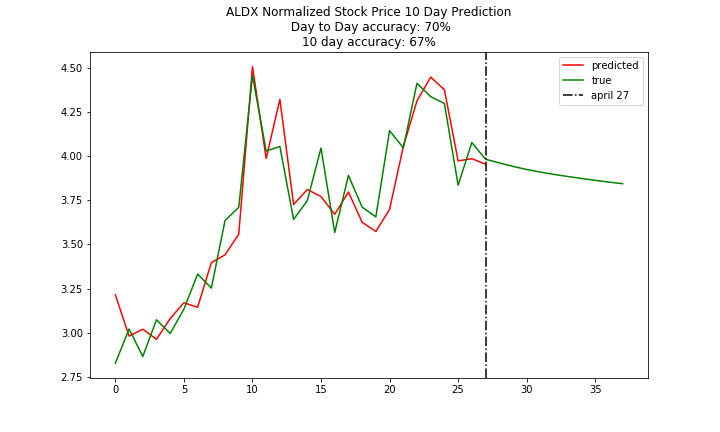 ALDX Normalized Stock Price 10 Day Prediction
Day to Day accuracy: 70%
10 day accuracy: 67%
predicted
true
april 27
4.50
4.25
4.00
3.75
3.50
3.25
3.00
2.75
0 5 10 15 20 25 30 35